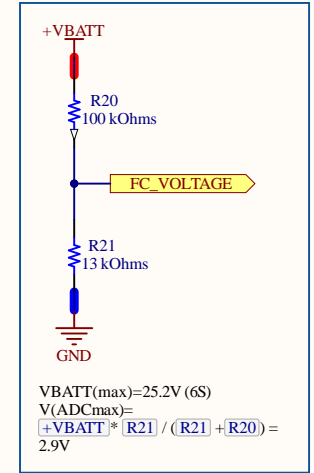 +VBATT
R20
100 kOhms
FC_VOLTAGE
R21
13 kOhms
GND
VBATT(max)=25.2V (6S)
V(ADCmax)=
+VBATT * R21 / (R21 + R20) =
2.9V